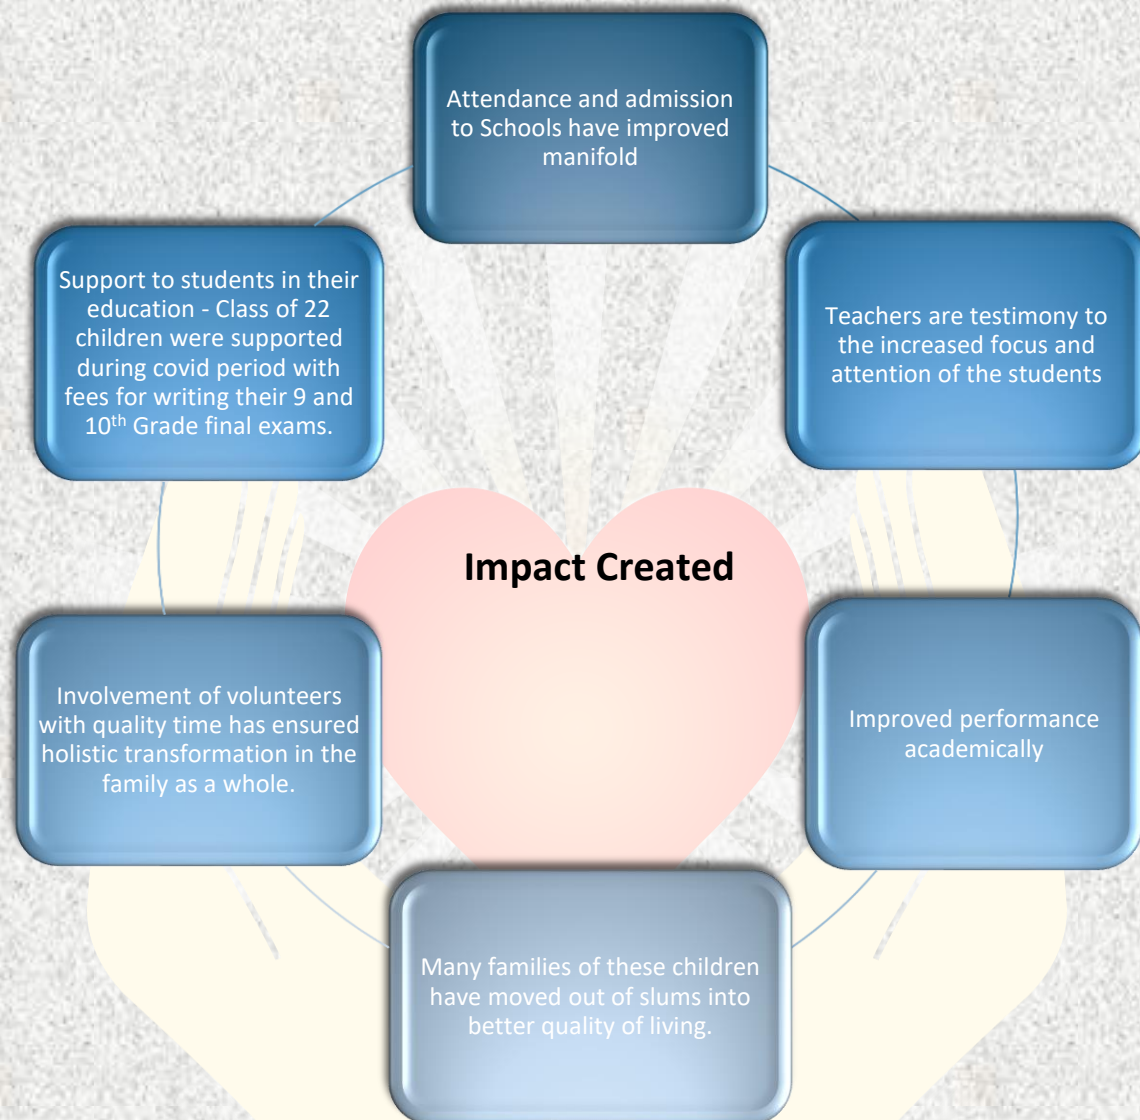 Attendance and admission
to Schools have improved
manifold
Support to students in their
education - Class of 22
children were supported
during covid period with
fees for writing their 9 and
10th Grade final exams.
Teachers are testimony to
the increased focus and
attention of the students
Impact Created
Involvement of volunteers
with quality time has ensured
holistic transformation in the
family as a whole.
Improved performance
academically
Many families of these children
have moved out of slums into
better quality of living.